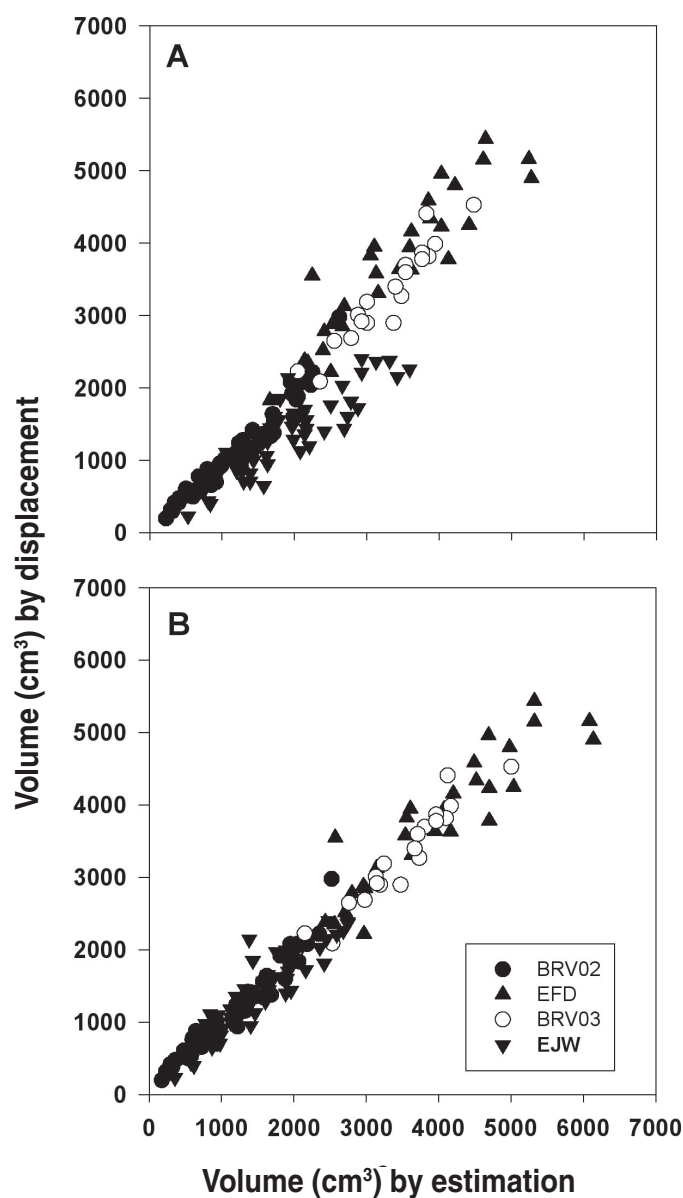 7000
6000
5000
4000
3000
2000
1000
0
A
Volume (cm³) by displacement
7000
6000
5000
4000
3000
2000
1000
0
B
BRV02
EFD
BRV03
EJW
0 1000 2000 3000 4000 5000 6000 7000
Volume (cm³) by estimation